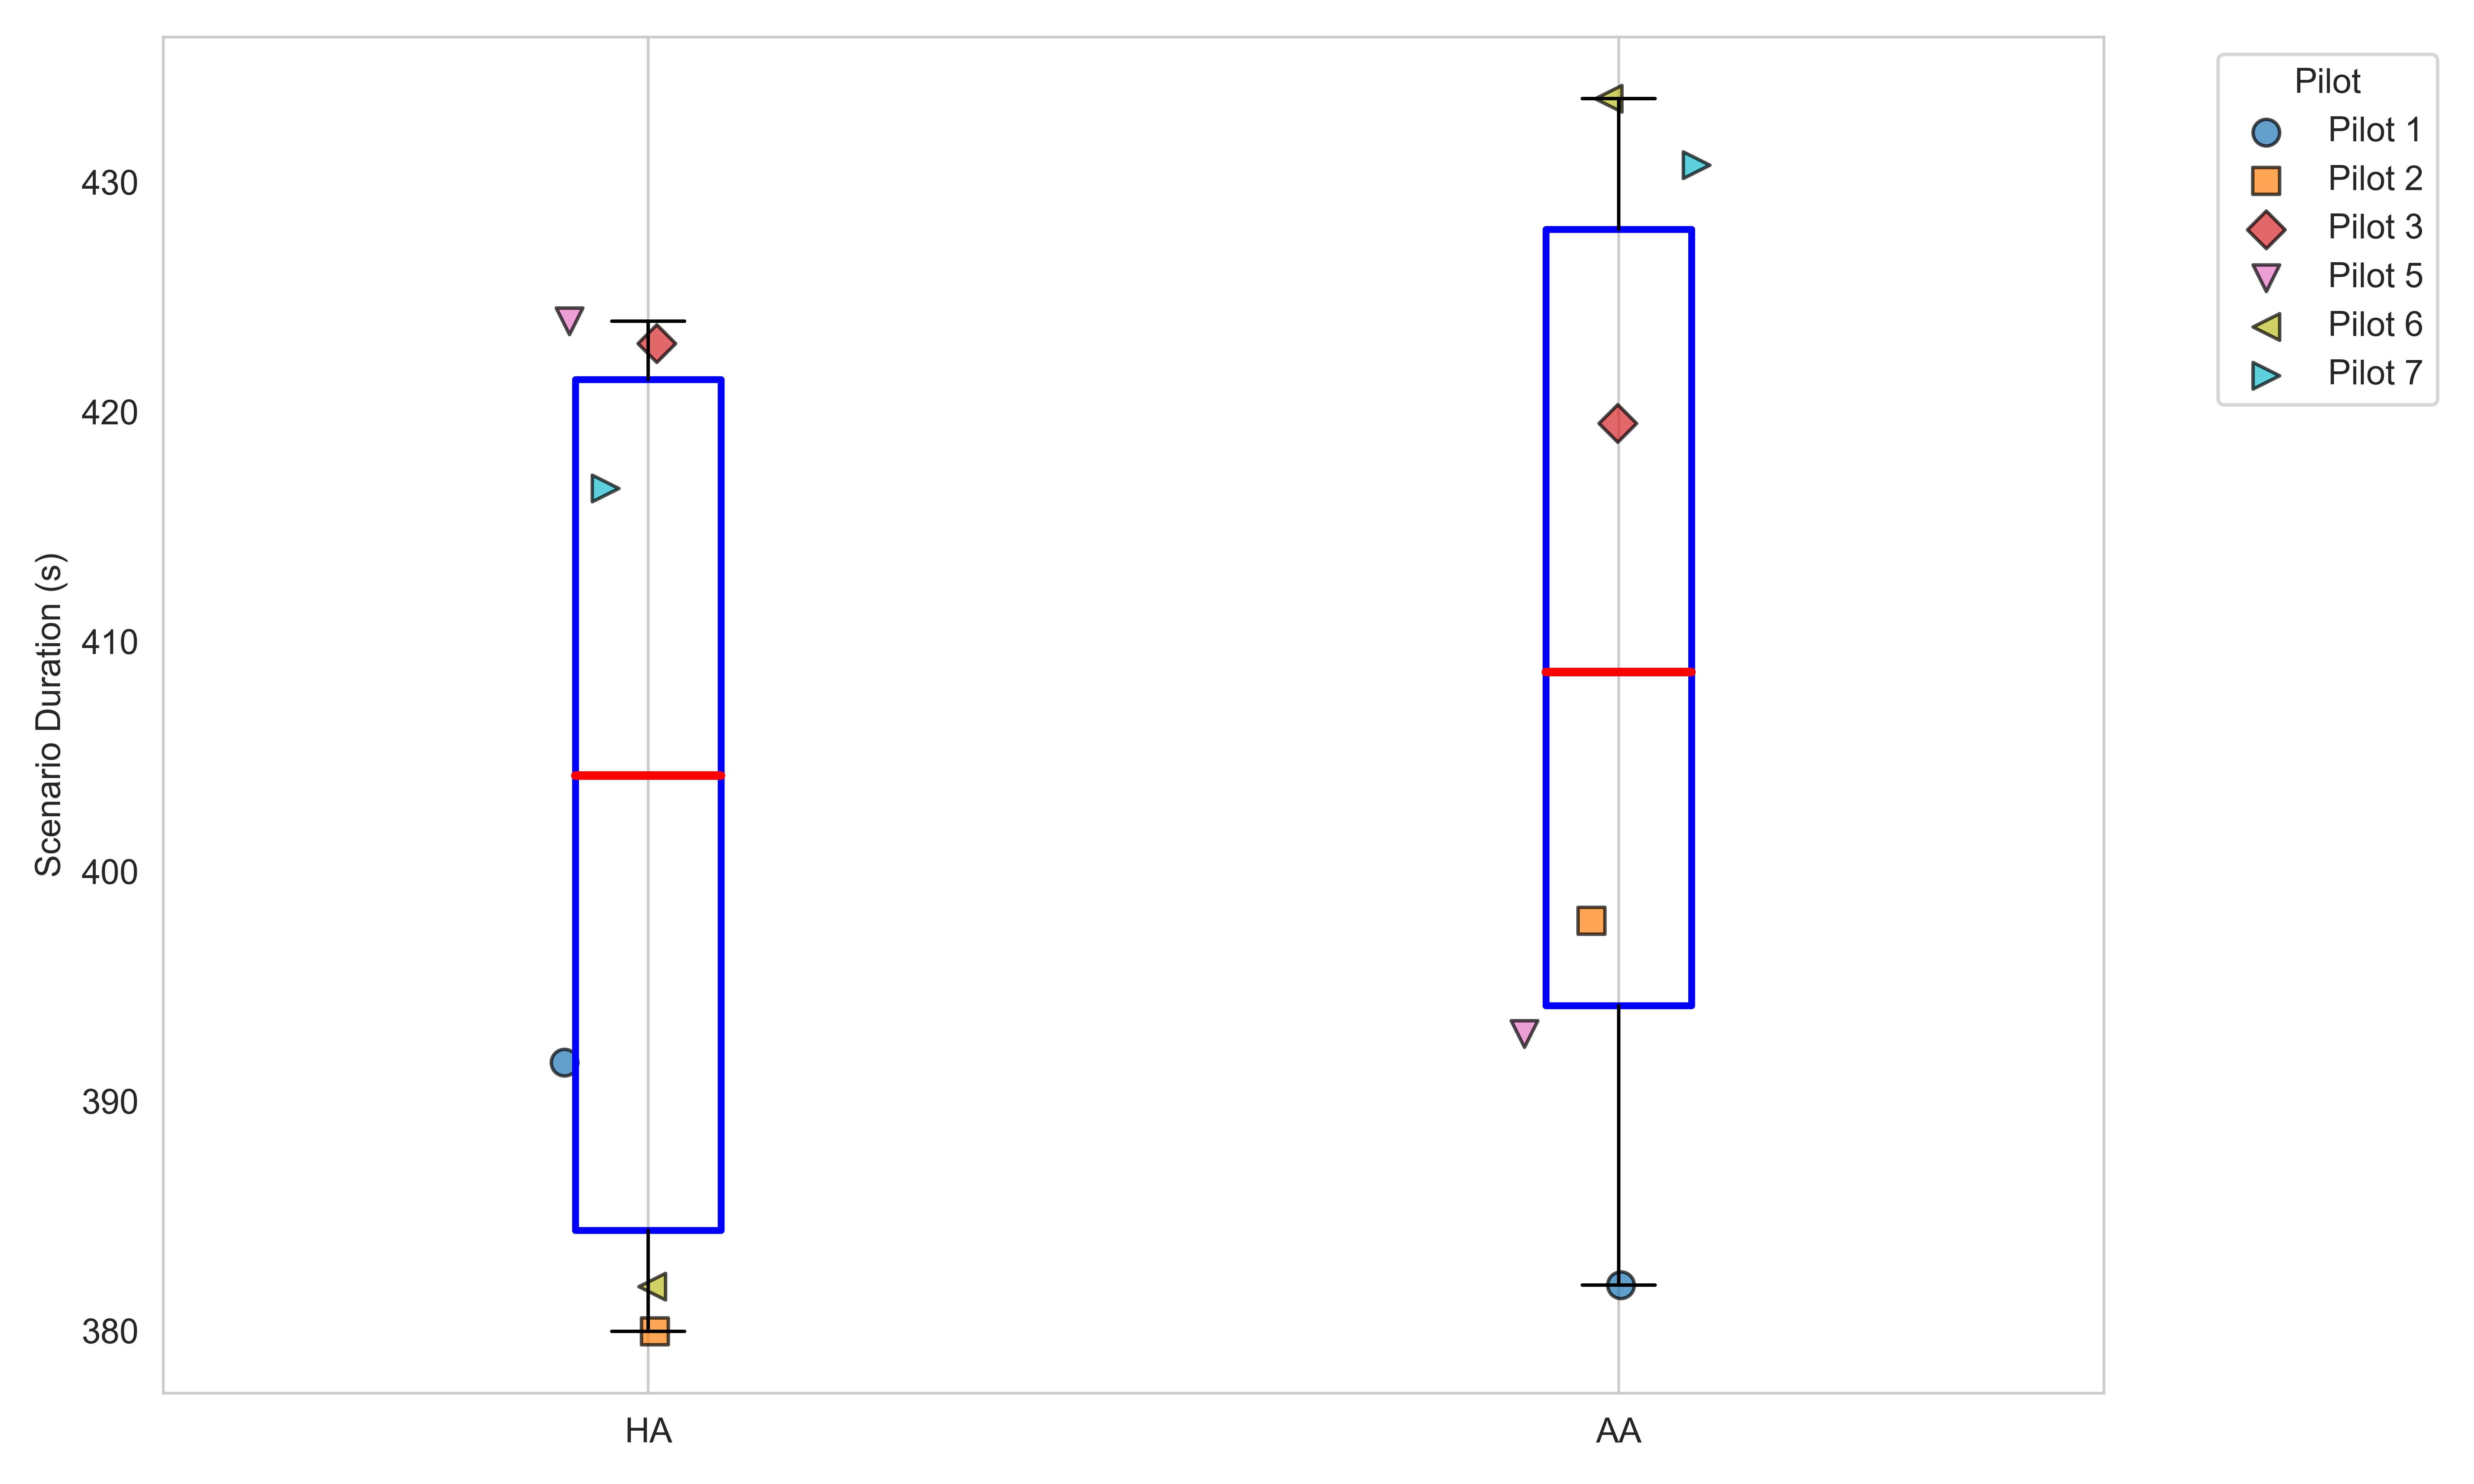 Scenario Duration (s)
430
420
410
400
390
380
HA
AA
Pilot
Pilot 1
Pilot 2
Pilot 3
Pilot 5
Pilot 6
Pilot 7